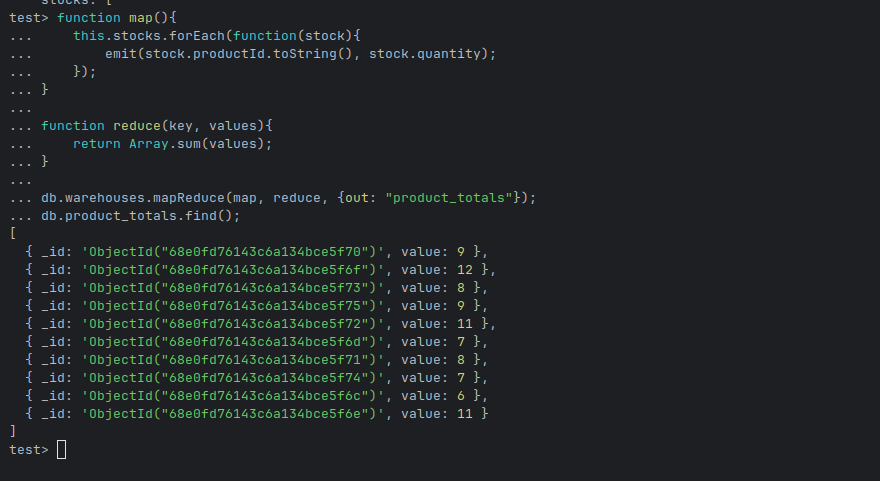 stocks: [
test> function map(){
...     this.stocks.forEach(function(stock){
...         emit(stock.productId.toString(), stock.quantity);
...     });
... }
...
... function reduce(key, values){
...     return Array.sum(values);
... }
...
... db.warehouses.mapReduce(map, reduce, {out: "product_totals"});
... db.product_totals.find();
[
  { _id: 'ObjectId("68e0fd76143c6a134bce5f70")', value: 9 },
  { _id: 'ObjectId("68e0fd76143c6a134bce5f6f")', value: 12 },
  { _id: 'ObjectId("68e0fd76143c6a134bce5f73")', value: 8 },
  { _id: 'ObjectId("68e0fd76143c6a134bce5f75")', value: 9 },
  { _id: 'ObjectId("68e0fd76143c6a134bce5f72")', value: 11 },
  { _id: 'ObjectId("68e0fd76143c6a134bce5f6d")', value: 7 },
  { _id: 'ObjectId("68e0fd76143c6a134bce5f71")', value: 8 },
  { _id: 'ObjectId("68e0fd76143c6a134bce5f74")', value: 7 },
  { _id: 'ObjectId("68e0fd76143c6a134bce5f6c")', value: 6 },
  { _id: 'ObjectId("68e0fd76143c6a134bce5f6e")', value: 11 }
]
test>